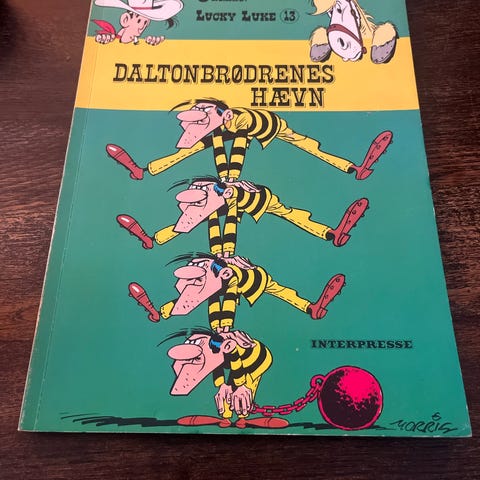 LUCKY LUKE 13
DALTONBRØDRENES
HÆVN
INTERPRESSE
MORRIS